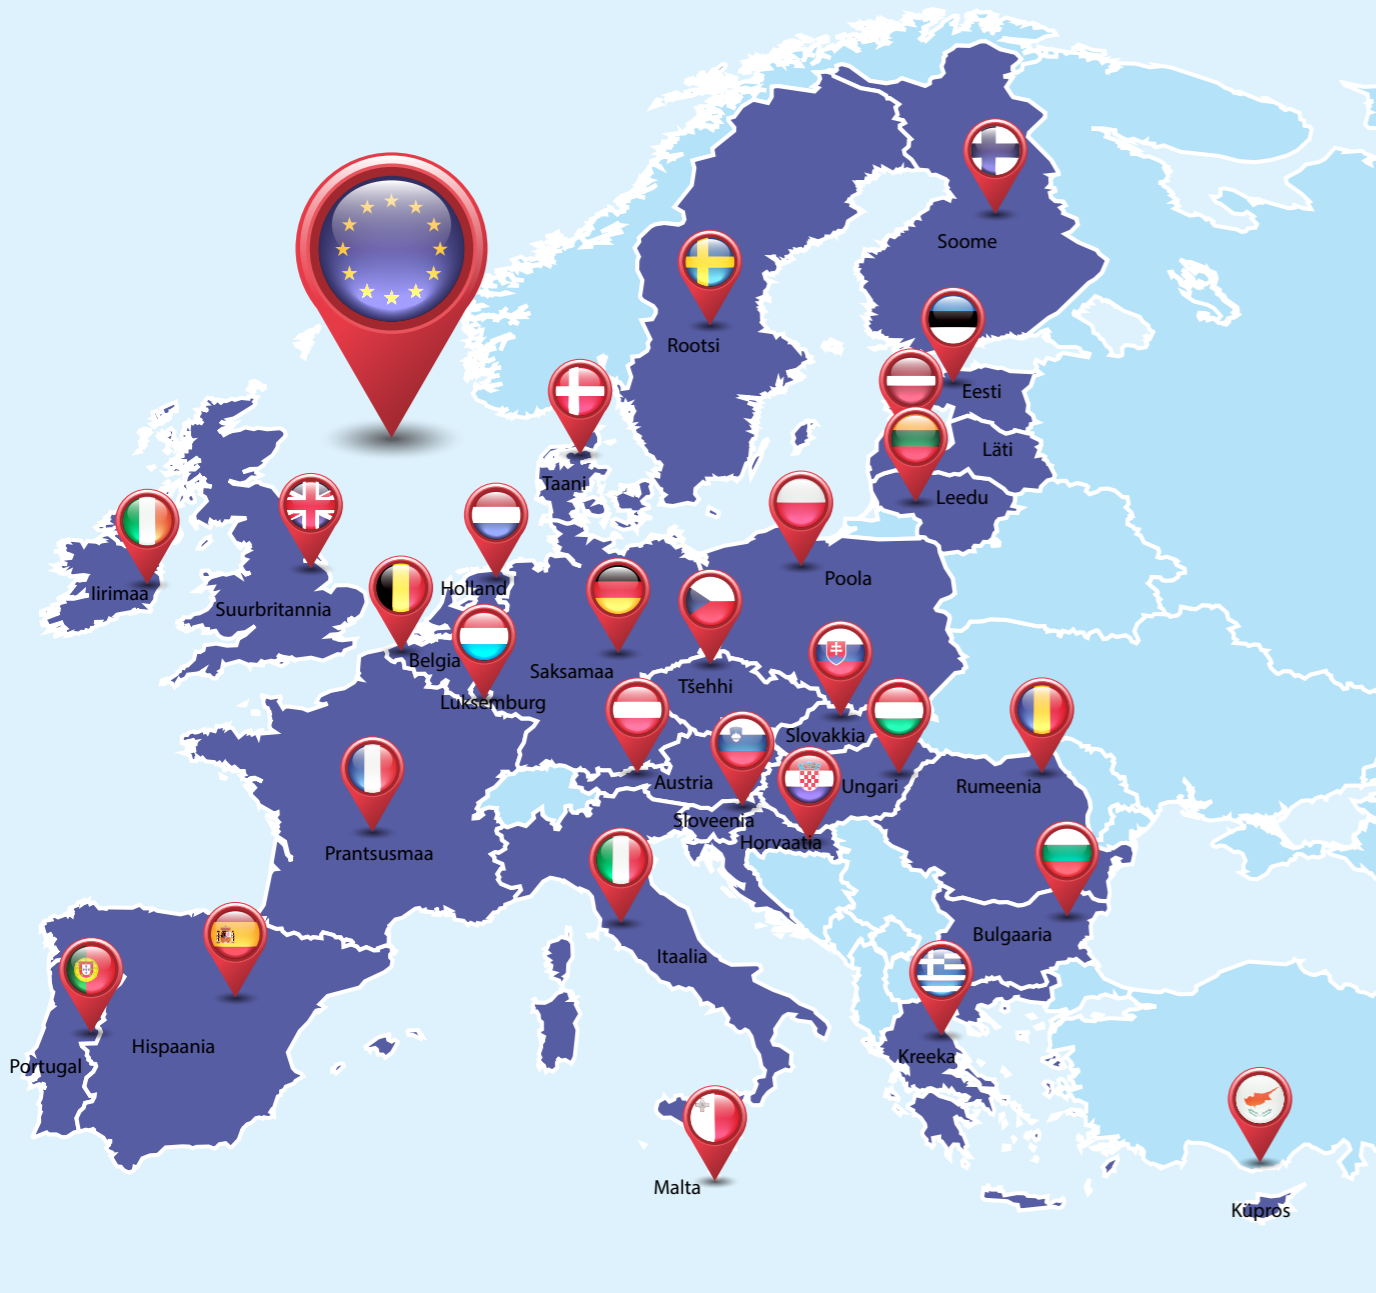 Soome
Rootsi
Eesti
Läti
Taani
Leedu
Poola
Holland
Iirimaa
Suurbritannia
Belgia
Saksamaa
Tšehhi
Luksemburg
Slovakkia
Austria
Ungari
Rumeenia
Sloveenia
Horvaatia
Prantsusmaa
Bulgaaria
Itaalia
Hispaania
Kreeka
Portugal
Malta
Küpros